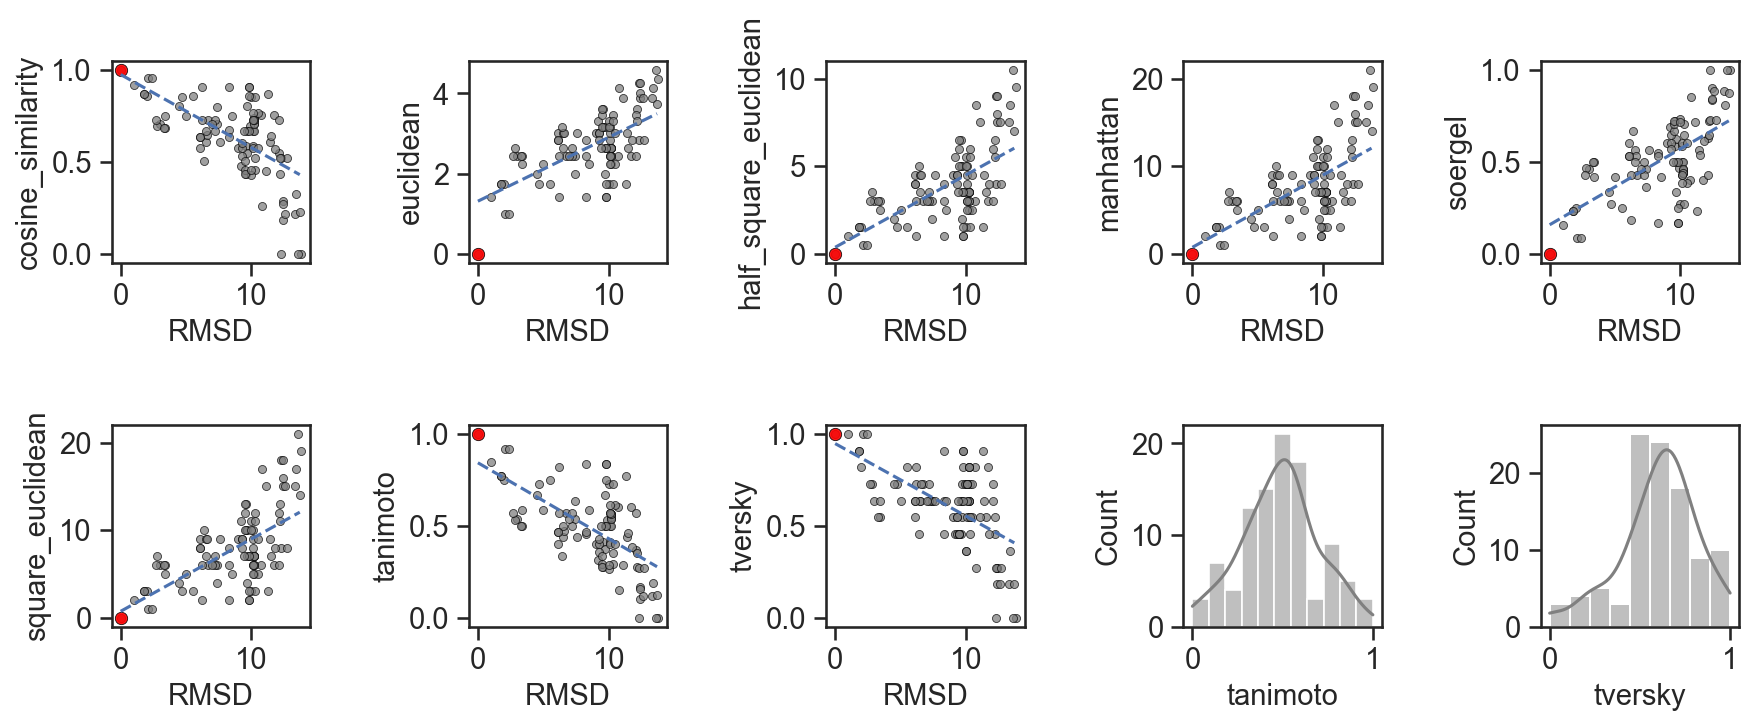 cosine_similarity
1.0
0.5
0.0
0 10
RMSD
euclidean
4
2
0
0 10
RMSD
half_square_euclidean
10
5
0
0 10
RMSD
manhattan
20
10
0
0 10
RMSD
soergel
1.0
0.5
0.0
0 10
RMSD
square_euclidean
20
10
0
0 10
RMSD
tanimoto
1.0
0.5
0.0
0 10
RMSD
tversky
1.0
0.5
0.0
0 10
RMSD
Count
20
10
0
0 1
tanimoto
Count
20
10
0
0 1
tversky